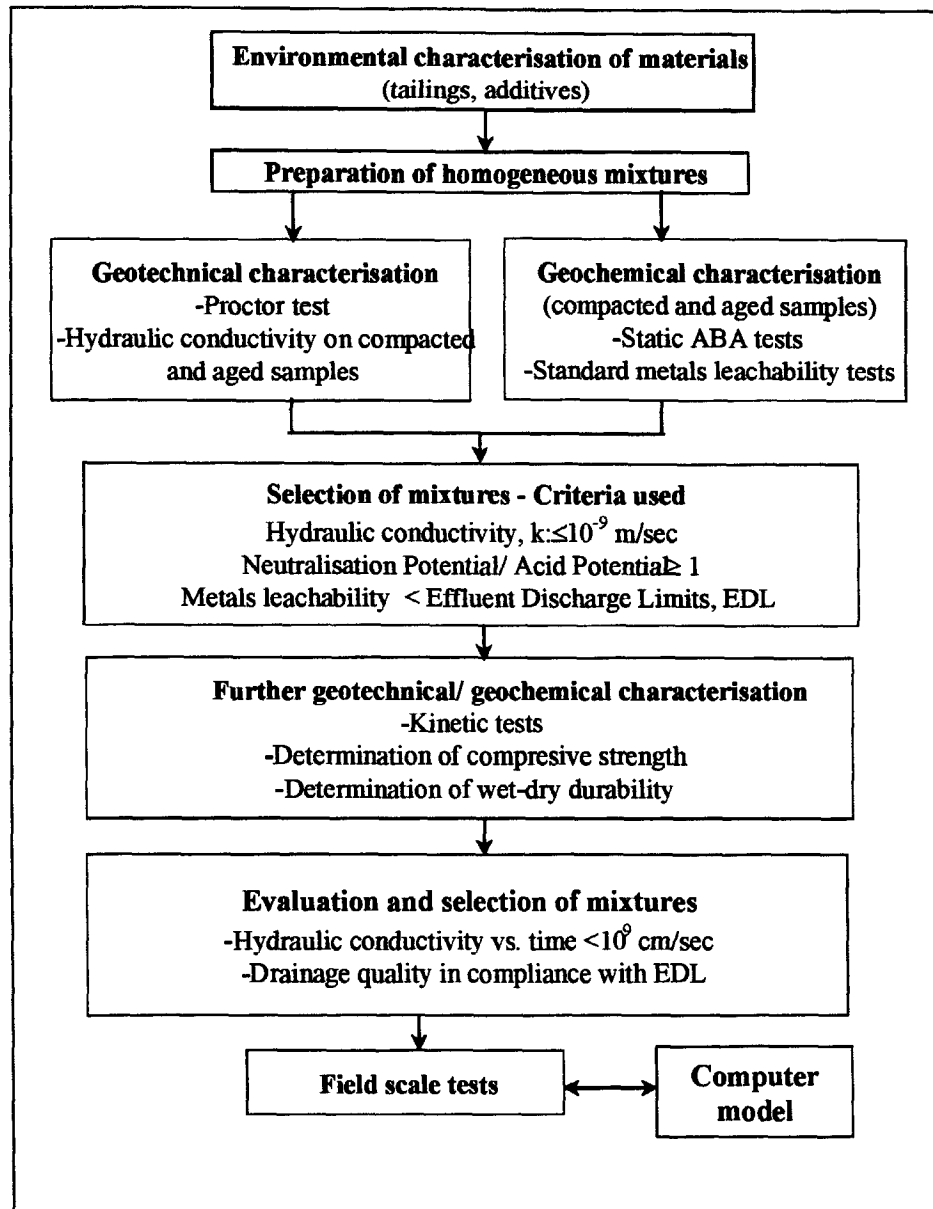 Environmental characterisation of materials
(tailings, additives)
Preparation of homogeneous mixtures
Geotechnical characterisation
-Proctor test
-Hydraulic conductivity on compacted
and aged samples
Geochemical characterisation
(compacted and aged samples)
-Static ABA tests
-Standard metals leachability tests
Selection of mixtures - Criteria used
Hydraulic conductivity, k:≤10⁻⁹ m/sec
Neutralisation Potential/ Acid Potential≥ 1
Metals leachability < Effluent Discharge Limits, EDL
Further geotechnical/ geochemical characterisation
-Kinetic tests
-Determination of compresive strength
-Determination of wet-dry durability
Evaluation and selection of mixtures
-Hydraulic conductivity vs. time <10⁹ cm/sec
-Drainage quality in compliance with EDL
Field scale tests
Computer
model